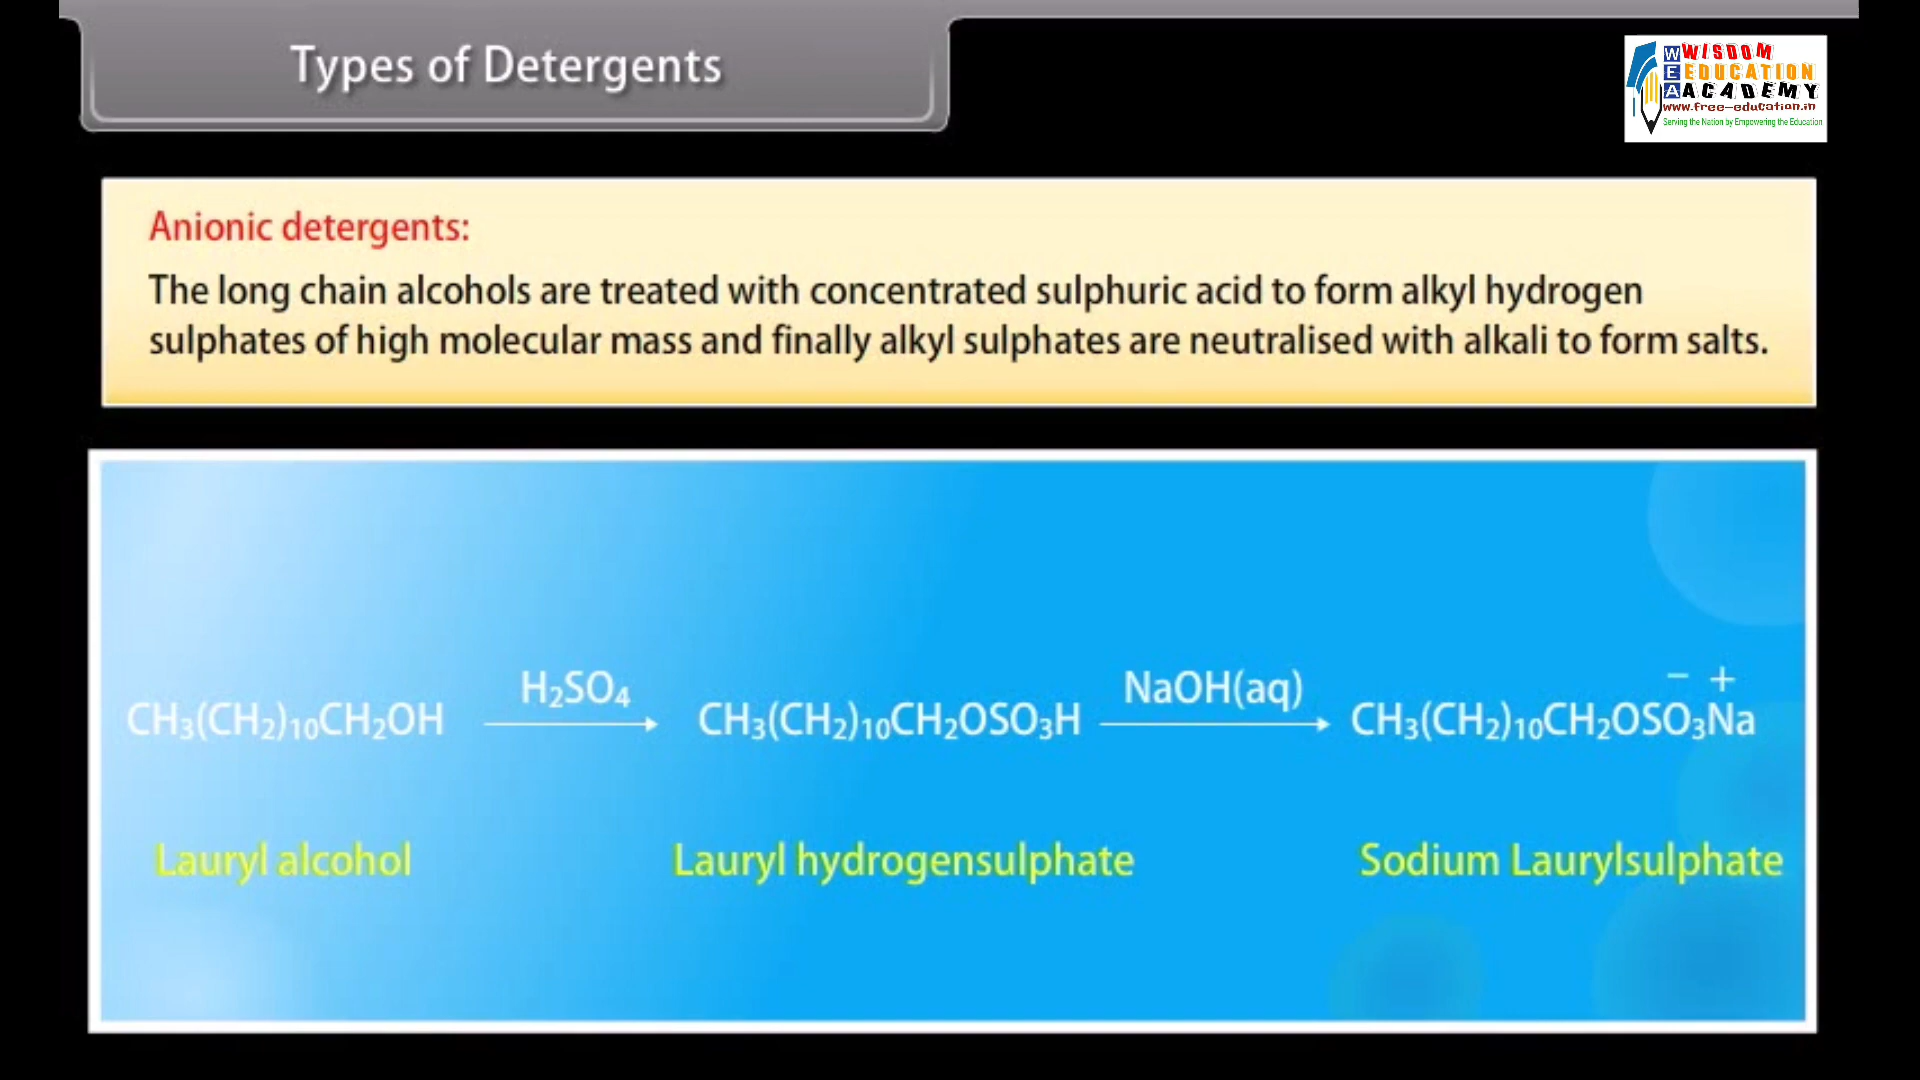 Types of Detergents
WEA
WISDOM
EDUCATION
ACADEMY
www.free-education.in
Serving the Nation by Empowering the Education
Anionic detergents:
The long chain alcohols are treated with concentrated sulphuric acid to form alkyl hydrogen
sulphates of high molecular mass and finally alkyl sulphates are neutralised with alkali to form salts.
CH₃(CH₂)₁₀CH₂OH H₂SO₄ → CH₃(CH₂)₁₀CH₂OSO₃H NaOH(aq) → CH₃(CH₂)₁₀CH₂OSO₃⁻Na⁺
Lauryl alcohol Lauryl hydrogensulphate Sodium Laurylsulphate